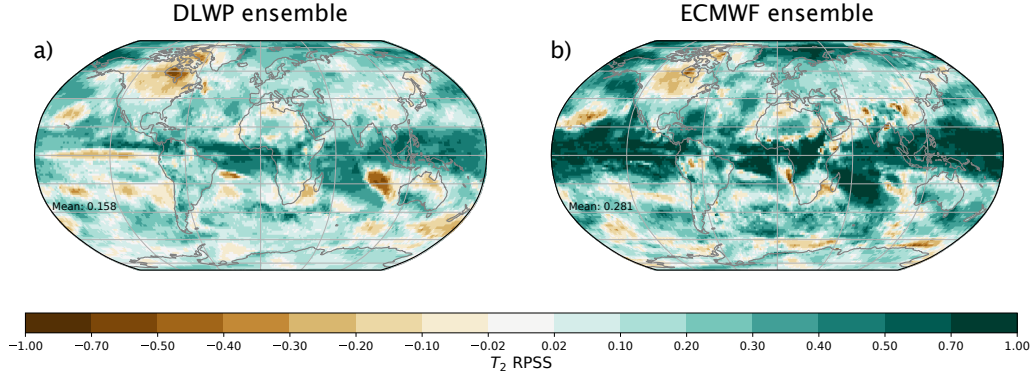 DLWP ensemble
ECMWF ensemble
a)
b)
Mean: 0.158
Mean: 0.281
−1.00 −0.70 −0.50 −0.40 −0.30 −0.20 −0.10 −0.02 0.02 0.10 0.20 0.30 0.40 0.50 0.70 1.00
T2 RPSS